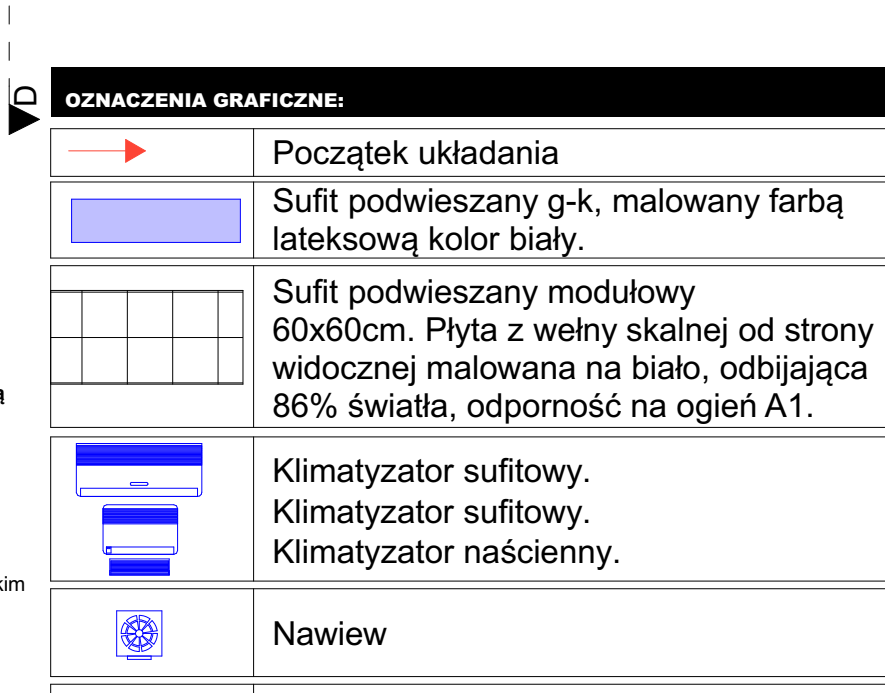 D
OZNACZENIA GRAFICZNE:
Początek układania
Sufit podwieszany g-k, malowany farbą
lateksową kolor biały.
Sufit podwieszany modułowy
60x60cm. Płyta z wełny skalnej od strony
widocznej malowana na biało, odbijająca
86% światła, odporność na ogień A1.
ą
Klimatyzator sufitowy.
Klimatyzator sufitowy.
Klimatyzator naścienny.
kim
Nawiew